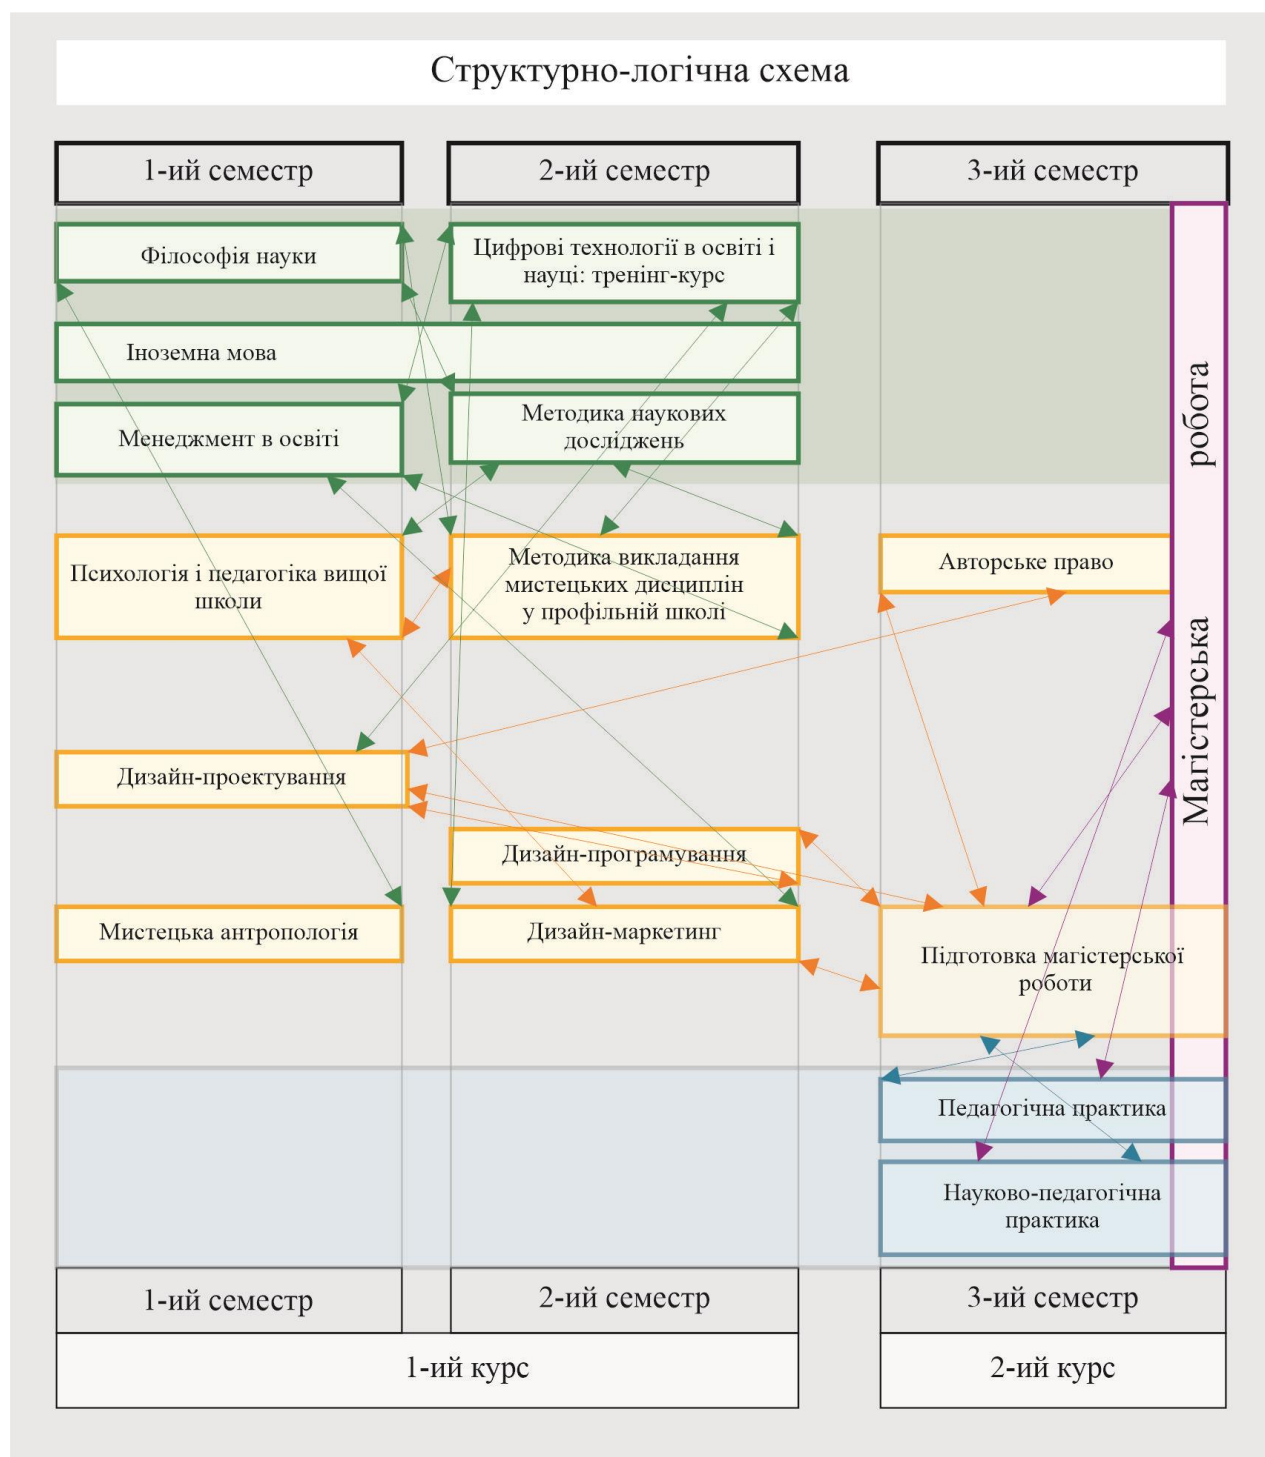 Структурно-логічна схема
1-ий семестр
2-ий семестр
3-ий семестр
Філософія науки
Цифрові технології в освіті і
науці: тренінг-курс
Іноземна мова
Менеджмент в освіті
Методика наукових
досліджень
Психологія і педагогіка вищої
школи
Методика викладання
мистецьких дисциплін
у профільній школі
Авторське право
Магістерська робота
Дизайн-проектування
Дизайн-програмування
Мистецька антропологія
Дизайн-маркетинг
Підготовка магістерської
роботи
Педагогічна практика
Науково-педагогічна
практика
1-ий семестр
2-ий семестр
3-ий семестр
1-ий курс
2-ий курс